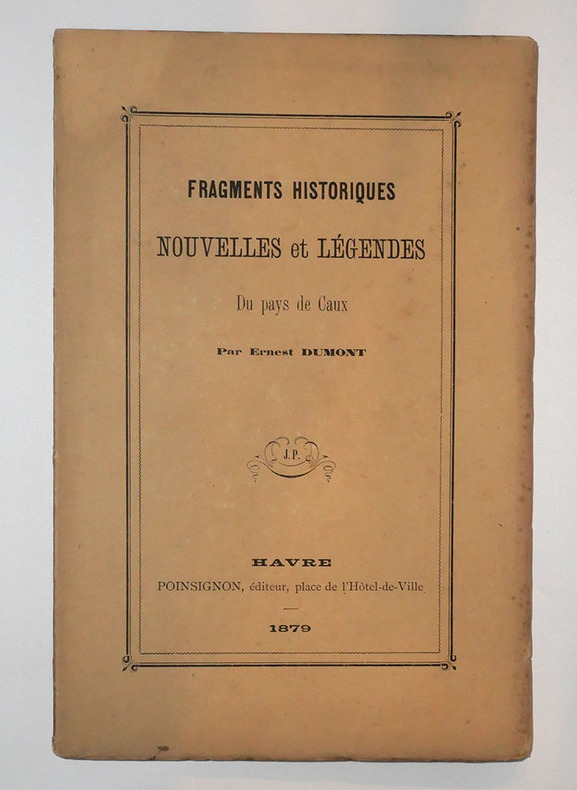 FRAGMENTS HISTORIQUES
NOUVELLES et LÉGENDES
Du pays de Caux
Par Ernest DUMONT
J. P.
HAVRE
POINSIGNON, éditeur, place de l'Hôtel-de-Ville
1879